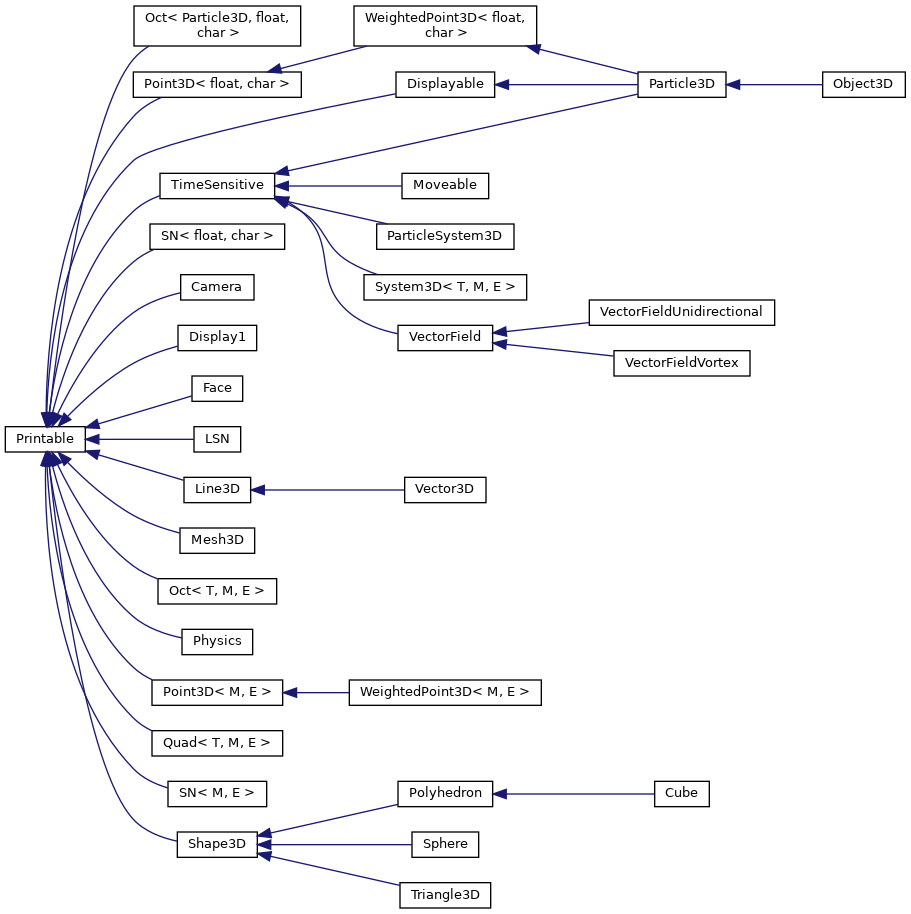 Oct< Particle3D, float,
char >
WeightedPoint3D< float,
char >
Point3D< float, char >
Displayable
Particle3D
Object3D
TimeSensitive
Moveable
SN< float, char >
ParticleSystem3D
Camera
System3D< T, M, E >
VectorFieldUnidirectional
Display1
VectorField
VectorFieldVortex
Face
Printable
LSN
Line3D
Vector3D
Mesh3D
Oct< T, M, E >
Physics
Point3D< M, E >
WeightedPoint3D< M, E >
Quad< T, M, E >
SN< M, E >
Polyhedron
Cube
Shape3D
Sphere
Triangle3D